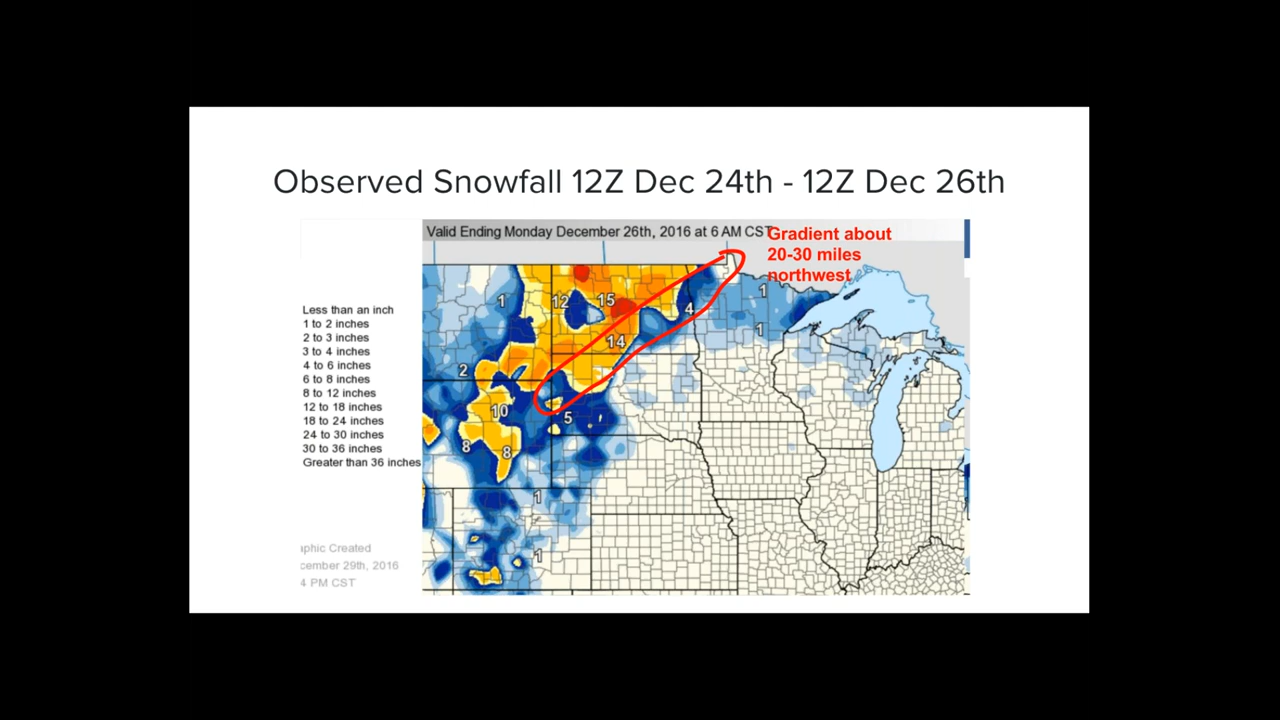 Observed Snowfall 12Z Dec 24th - 12Z Dec 26th
Valid Ending Monday December 26th, 2016 at 6 AM CST
Gradient about
20-30 miles
northwest
Less than an inch
1 to 2 inches
2 to 3 inches
3 to 4 inches
4 to 6 inches
6 to 8 inches
8 to 12 inches
12 to 18 inches
18 to 24 inches
24 to 30 inches
30 to 36 inches
Greater than 36 inches
1
12
15
4
1
1
14
2
10
5
8
8
1
1
aphic Created
cember 29th, 2016
4 PM CST